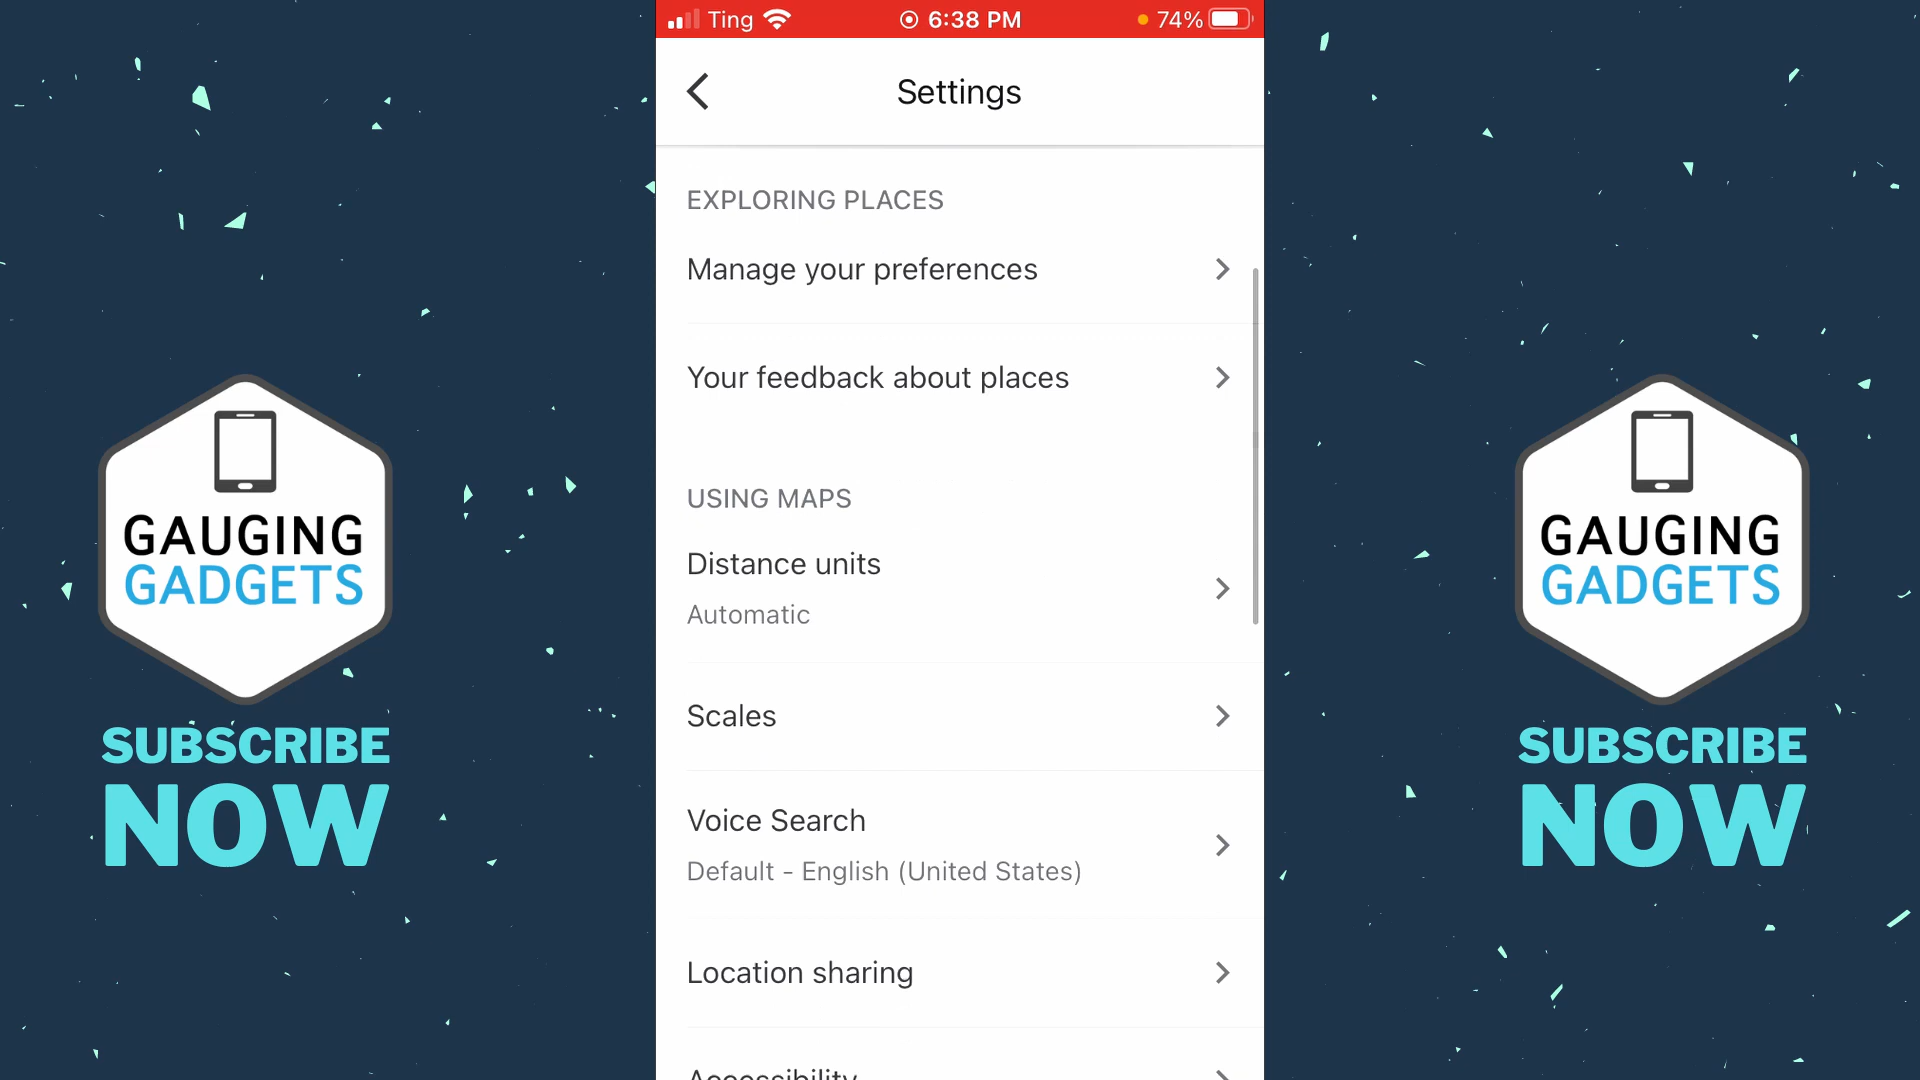 Ting
6:38 PM
74%
Settings
EXPLORING PLACES
Manage your preferences
Your feedback about places
USING MAPS
Distance units
Automatic
Scales
Voice Search
Default - English (United States)
Location sharing
Accessibility
GAUGING
GADGETS
SUBSCRIBE
NOW
GAUGING
GADGETS
SUBSCRIBE
NOW